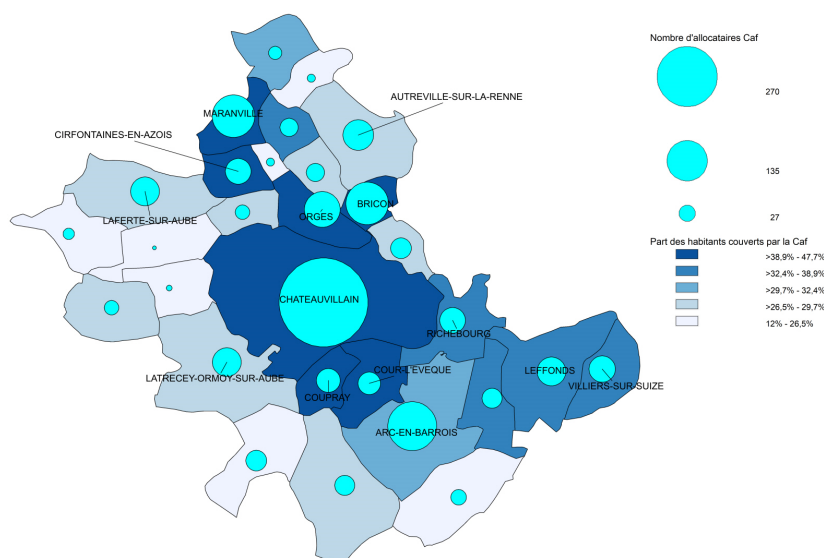 Nombre d'allocataires Caf
270
135
27
Part des habitants couverts par la Caf
>38,9% - 47,7%
>32,4% - 38,9%
>29,7% - 32,4%
>26,5% - 29,7%
12% - 26,5%
AUTREVILLE-SUR-LA-RENNE
MARANVILLE
CIRFONTAINES-EN-AZOIS
BRICON
ORGES
LAFERTE-SUR-AUBE
CHATEAUVILLAIN
RICHEBOURG
LATRECEY-ORMOY-SUR-AUBE
COUR-L'EVEQUE
LEFFONDS
VILLIERS-SUR-SUIZE
COUPRAY
ARC-EN-BARROIS